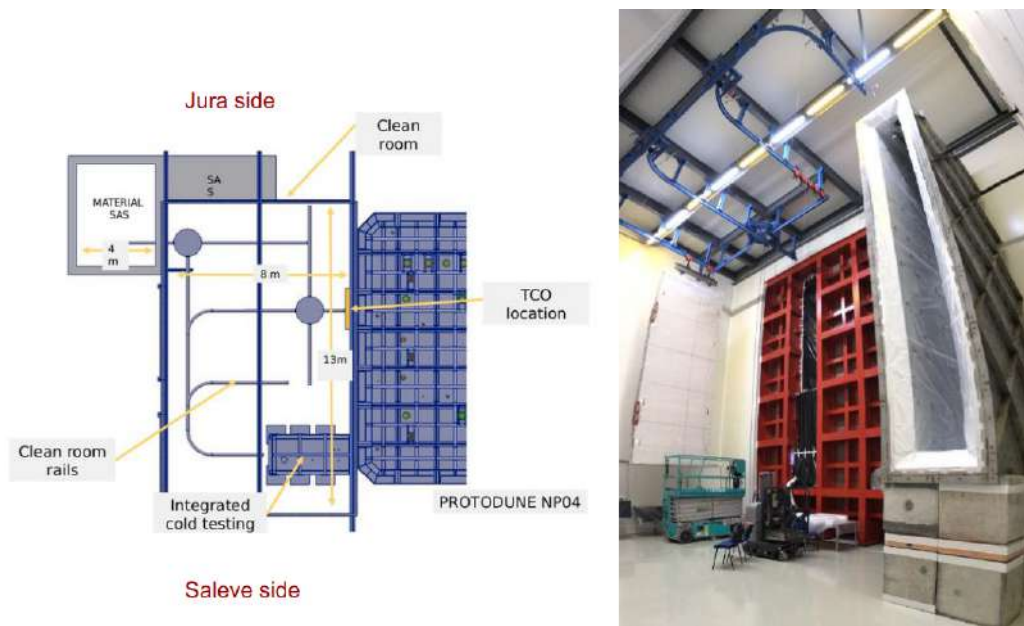 Jura side
Clean
room
SA
S
MATERIAL
SAS
4
m
8 m
TCO
location
13m
Clean room
rails
Integrated
cold testing
PROTODUNE NP04
Saleve side